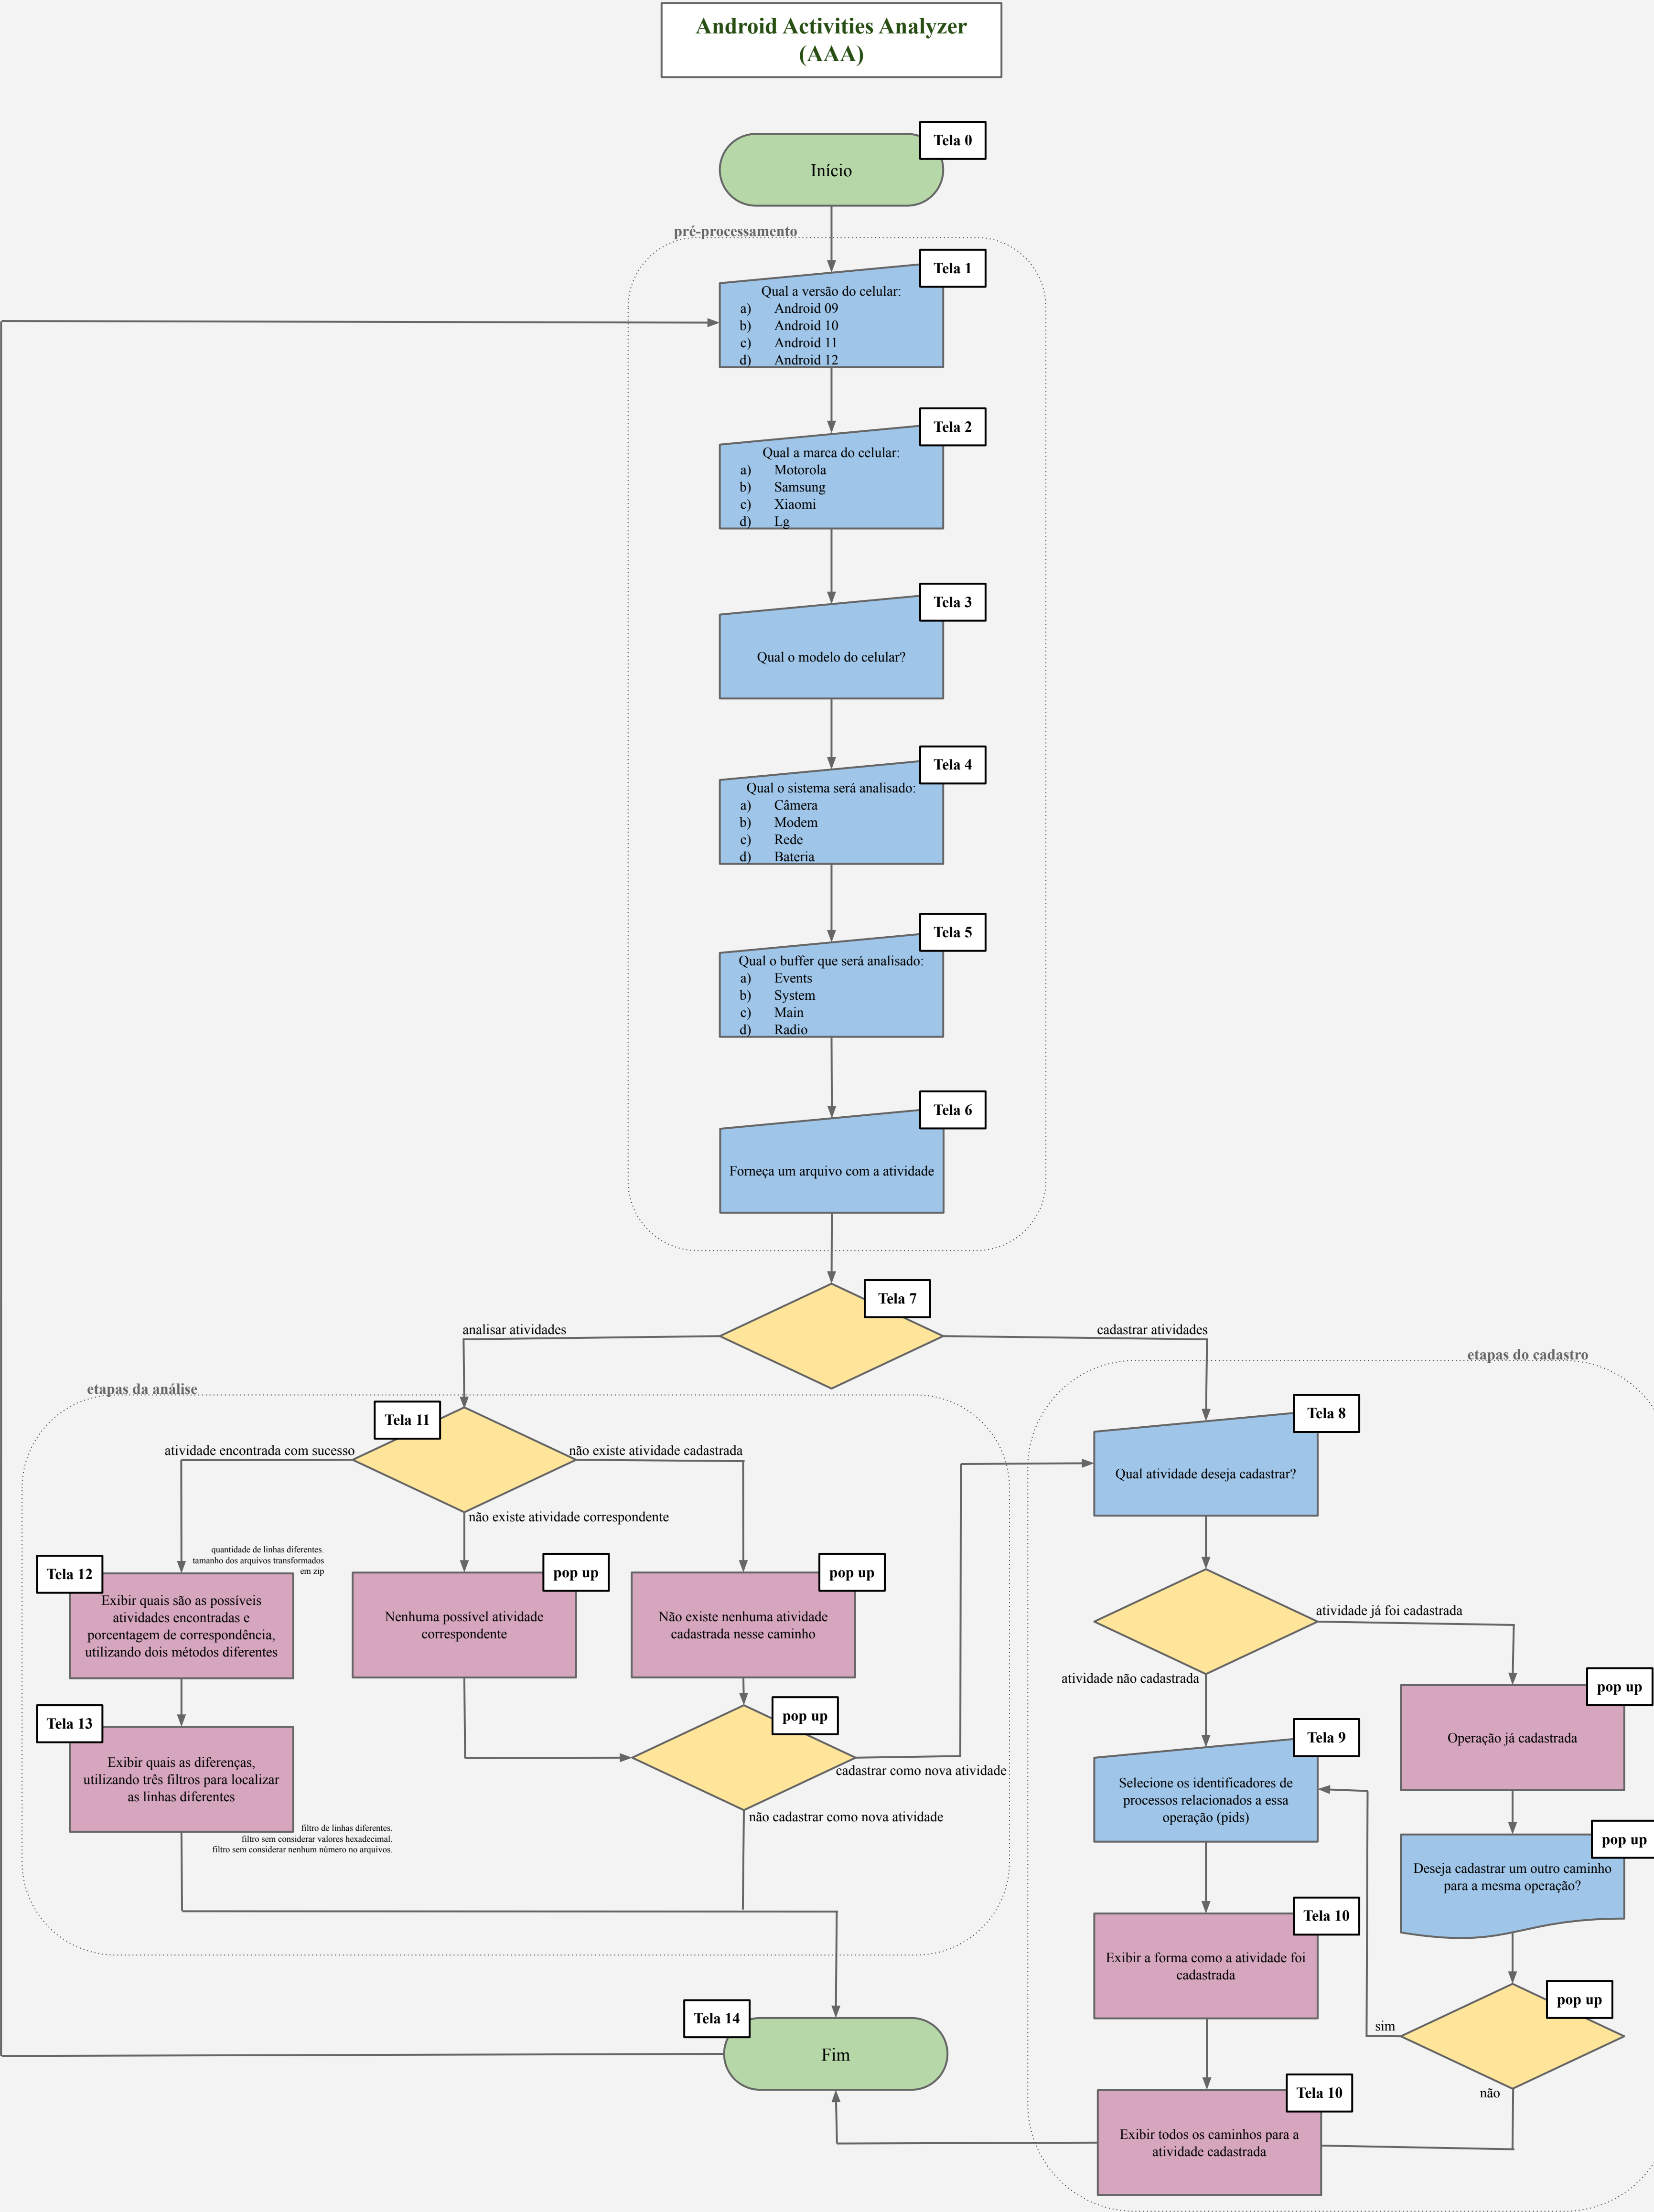 Android Activities Analyzer
(AAA)
Tela 0
Início
pré-processamento
Tela 1
Qual a versão do celular:
a) Android 09
b) Android 10
c) Android 11
d) Android 12
Tela 2
Qual a marca do celular:
a) Motorola
b) Samsung
c) Xiaomi
d) Lg
Tela 3
Qual o modelo do celular?
Tela 4
Qual o sistema será analisado:
a) Câmera
b) Modem
c) Rede
d) Bateria
Tela 5
Qual o buffer que será analisado:
a) Events
b) System
c) Main
d) Radio
Tela 6
Forneça um arquivo com a atividade
Tela 7
analisar atividades
cadastrar atividades
etapas da análise
Tela 11
atividade encontrada com sucesso
não existe atividade cadastrada
não existe atividade correspondente
quantidade de linhas diferentes.
tamanho dos arquivos transformados
em zip
Tela 12
Exibir quais são as possíveis
atividades encontradas e
porcentagem de correspondência,
utilizando dois métodos diferentes
pop up
Nenhuma possível atividade
correspondente
pop up
Não existe nenhuma atividade
cadastrada nesse caminho
Tela 13
Exibir quais as diferenças,
utilizando três filtros para localizar
as linhas diferentes
filtro de linhas diferentes.
filtro sem considerar valores hexadecimal.
filtro sem considerar nenhum número no arquivos.
pop up
cadastrar como nova atividade
não cadastrar como nova atividade
etapas do cadastro
Tela 8
Qual atividade deseja cadastrar?
atividade já foi cadastrada
atividade não cadastrada
pop up
Operação já cadastrada
Tela 9
Selecione os identificadores de
processos relacionados a essa
operação (pids)
pop up
Deseja cadastrar um outro caminho
para a mesma operação?
Tela 10
Exibir a forma como a atividade foi
cadastrada
pop up
sim
não
Tela 10
Exibir todos os caminhos para a
atividade cadastrada
Tela 14
Fim